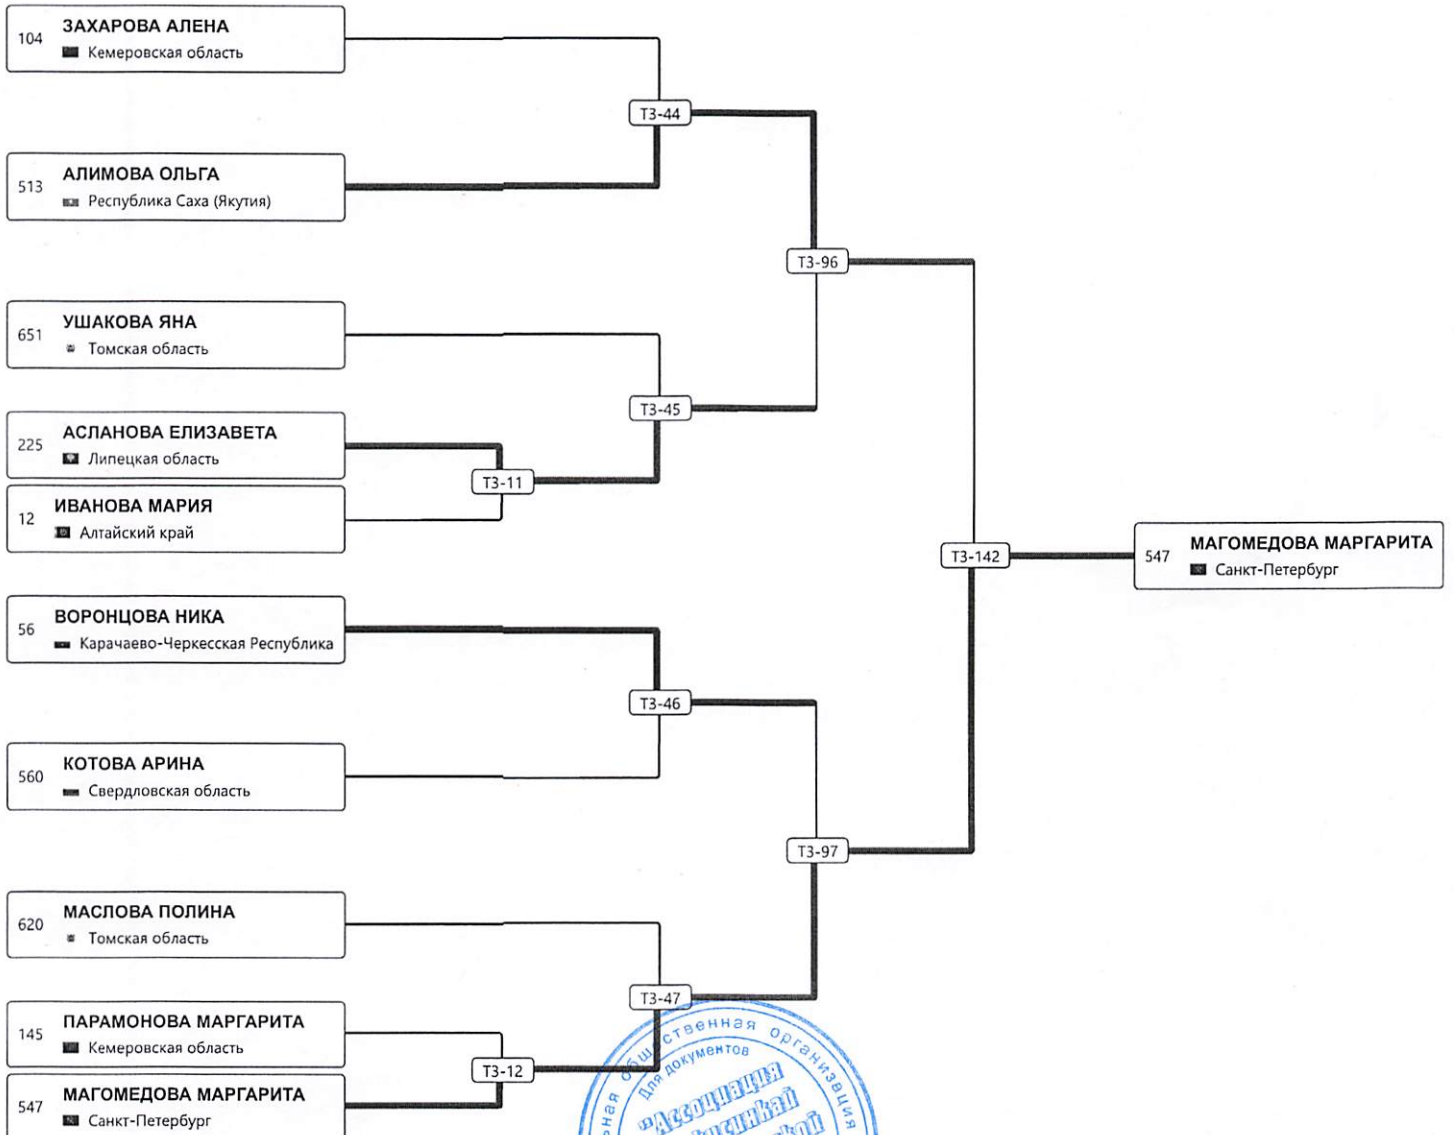 104 ЗАХАРОВА АЛЕНА
Кемеровская область
Т3-44
513 АЛИМОВА ОЛЬГА
Республика Саха (Якутия)
Т3-96
651 УШАКОВА ЯНА
Томская область
Т3-45
225 АСЛАНОВА ЕЛИЗАВЕТА
Липецкая область
Т3-11
12 ИВАНОВА МАРИЯ
Алтайский край
Т3-142
547 МАГОМЕДОВА МАРГАРИТА
Санкт-Петербург
56 ВОРОНЦОВА НИКА
Карачаево-Черкесская Республика
Т3-46
560 КОТОВА АРИНА
Свердловская область
Т3-97
620 МАСЛОВА ПОЛИНА
Томская область
Т3-47
145 ПАРАМОНОВА МАРГАРИТА
Кемеровская область
Т3-12
547 МАГОМЕДОВА МАРГАРИТА
Санкт-Петербург
общественная организация
Для документов
"Ассоциация